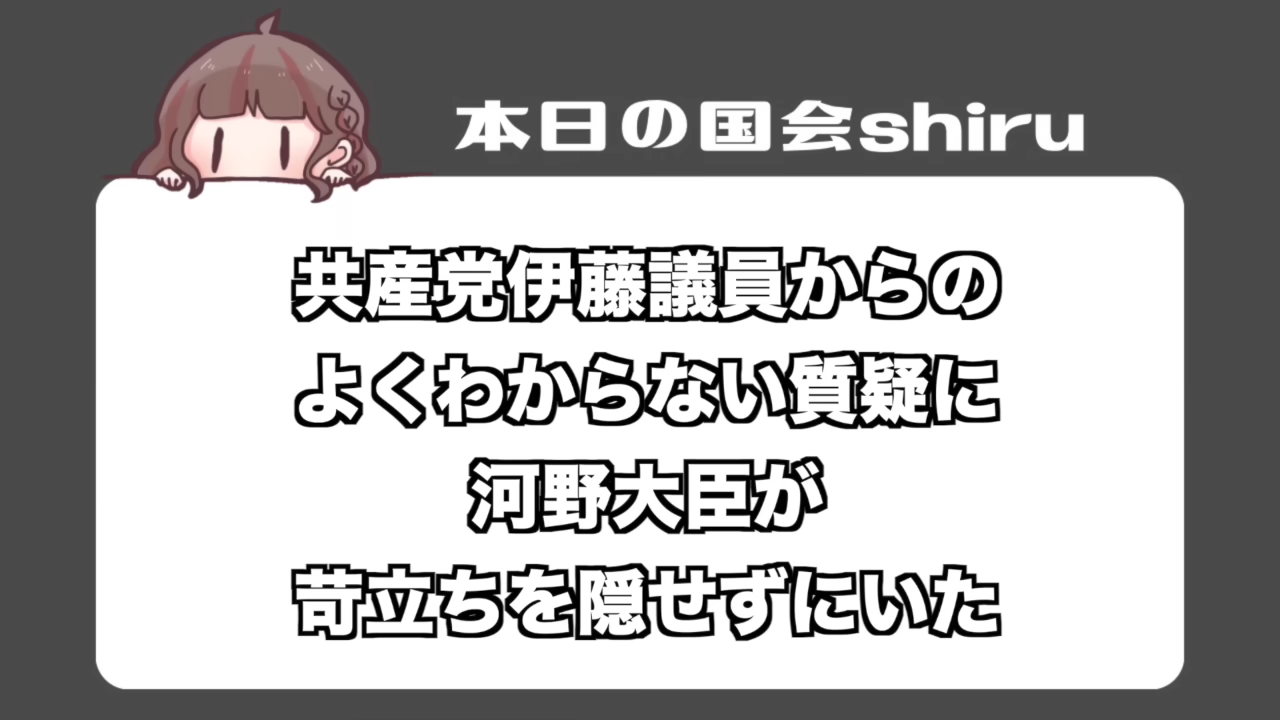 本日の国会shiru
共産党伊藤議員からの
よくわからない質疑に
河野大臣が
苛立ちを隠せずにいた